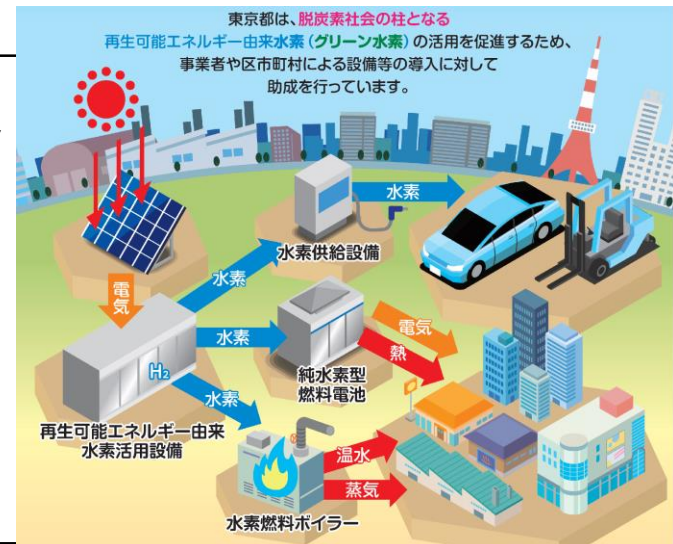 東京都は、脱炭素社会の柱となる
再生可能エネルギー由来水素(グリーン水素)の活用を促進するため、
事業者や区市町村による設備等の導入に対して
助成を行っています。
水素
水素供給設備
電気
水素
水素
電気
熱
純水素型
燃料電池
H₂
水素
再生可能エネルギー由来
水素活用設備
温水
蒸気
水素燃料ボイラー